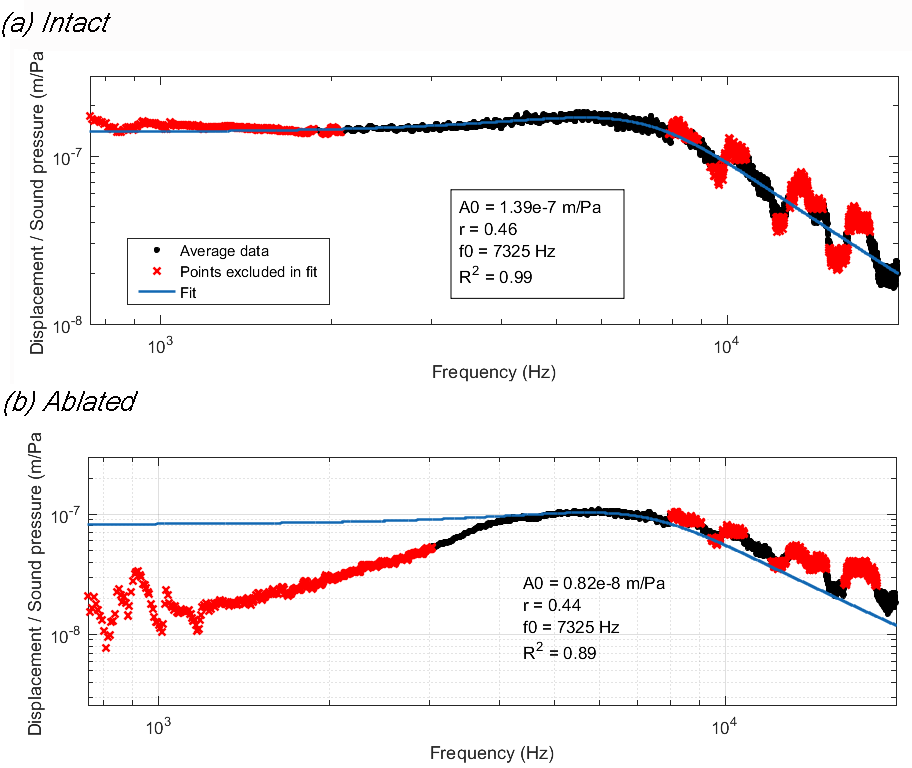 (a) Intact
Displacement / Sound pressure (m/Pa
10^-7
10^-8
A0 = 1.39e-7 m/Pa
r = 0.46
f0 = 7325 Hz
R^2 = 0.99
Average data
Points excluded in fit
Fit
10^3
10^4
Frequency (Hz)
(b) Ablated
Displacement / Sound pressure (m/Pa
10^-7
10^-8
A0 = 0.82e-8 m/Pa
r = 0.44
f0 = 7325 Hz
R^2 = 0.89
10^3
10^4
Frequency (Hz)